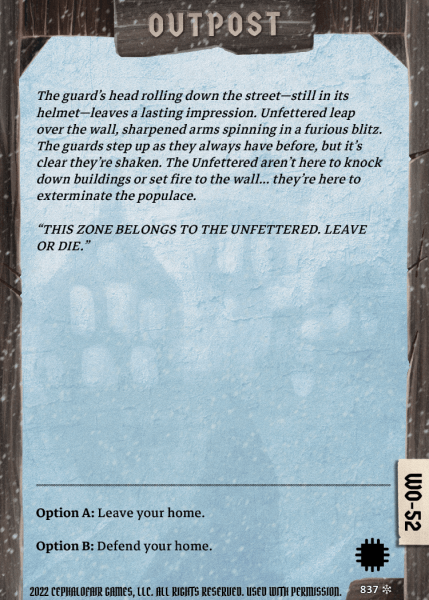 OUTPOST
The guard's head rolling down the street—still in its
helmet—leaves a lasting impression. Unfettered leap
over the wall, sharpened arms spinning in a furious blitz.
The guards step up as they always have before, but it's
clear they're shaken. The Unfettered aren't here to knock
down buildings or set fire to the wall... they're here to
exterminate the populace.
“THIS ZONE BELONGS TO THE UNFETTERED. LEAVE
OR DIE.”
Option A: Leave your home.
Option B: Defend your home.
WO-52
2022 CEPHALOFAIR GAMES, LLC. ALL RIGHTS RESERVED. USED WITH PERMISSION.
837